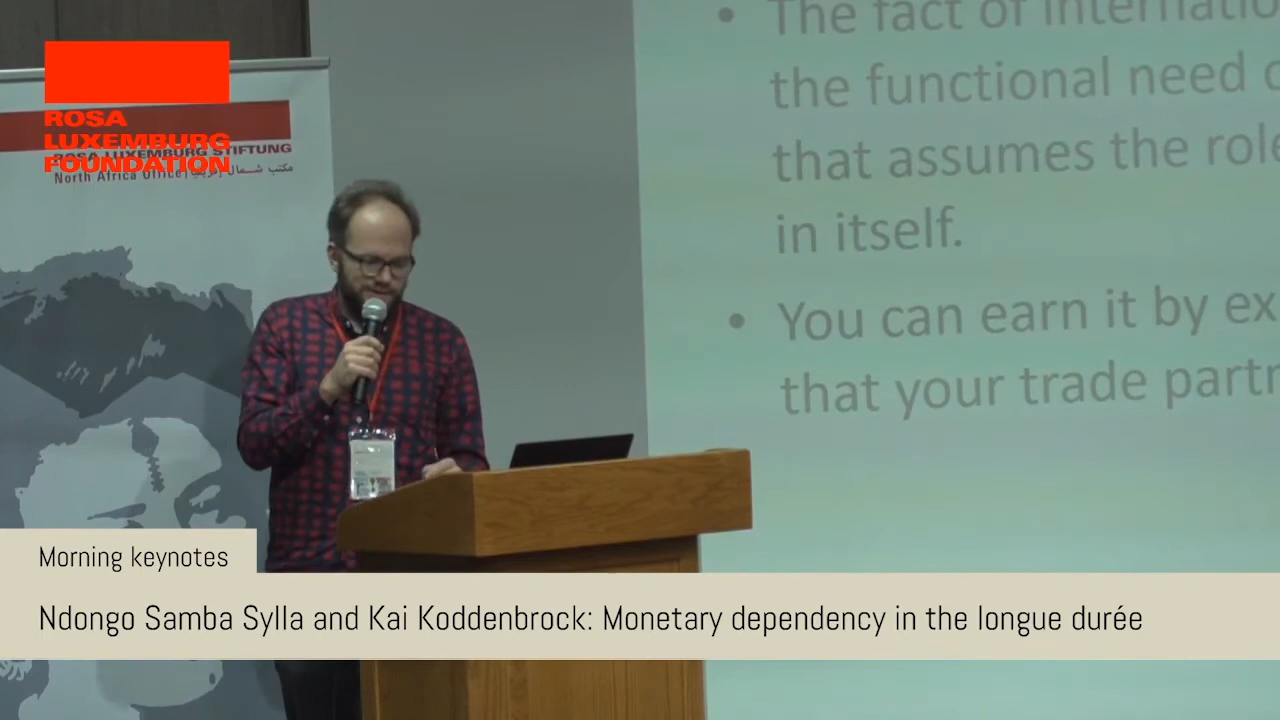 ROSA
LUXEMBURG
FOUNDATION
ROSA LUXEMBURG STIFTUNG
North Africa Office
مكتب شمال
The fact of internatio
the functional need
that assumes the role
in itself.
You can earn it by ex
that your trade partn
Morning keynotes
Ndongo Samba Sylla and Kai Koddenbrock: Monetary dependency in the longue durée